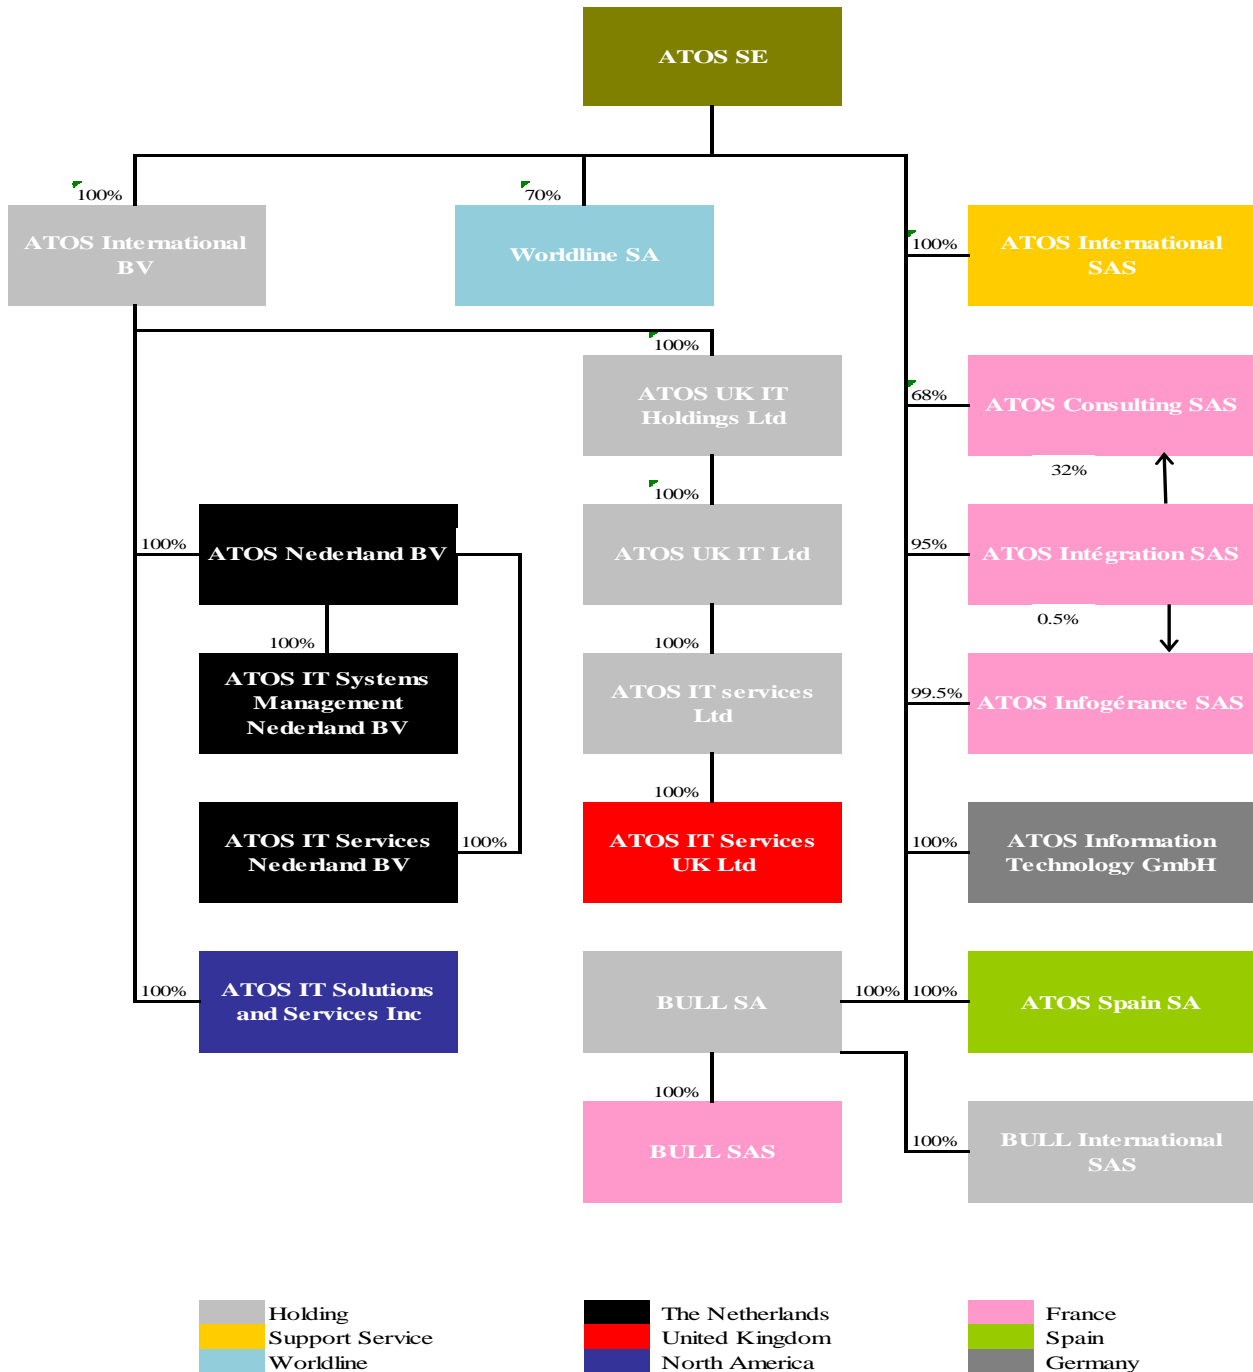 ATOS SE
100%
70%
ATOS International
BV
Worldline SA
100%
ATOS International
SAS
100%
ATOS UK IT
Holdings Ltd
68%
ATOS Consulting SAS
32%
100%
100%
ATOS Nederland BV
ATOS UK IT Ltd
95%
ATOS Intégration SAS
0.5%
100%
100%
ATOS IT Systems
Management
Nederland BV
ATOS IT services
Ltd
99.5%
ATOS Infogérance SAS
100%
ATOS IT Services
Nederland BV
100%
ATOS IT Services
UK Ltd
100%
ATOS Information
Technology GmbH
100%
ATOS IT Solutions
and Services Inc
BULL SA
100%
100%
ATOS Spain SA
100%
BULL SAS
100%
BULL International
SAS
Holding
The Netherlands
France
Support Service
United Kingdom
Spain
Worldline
North America
Germany